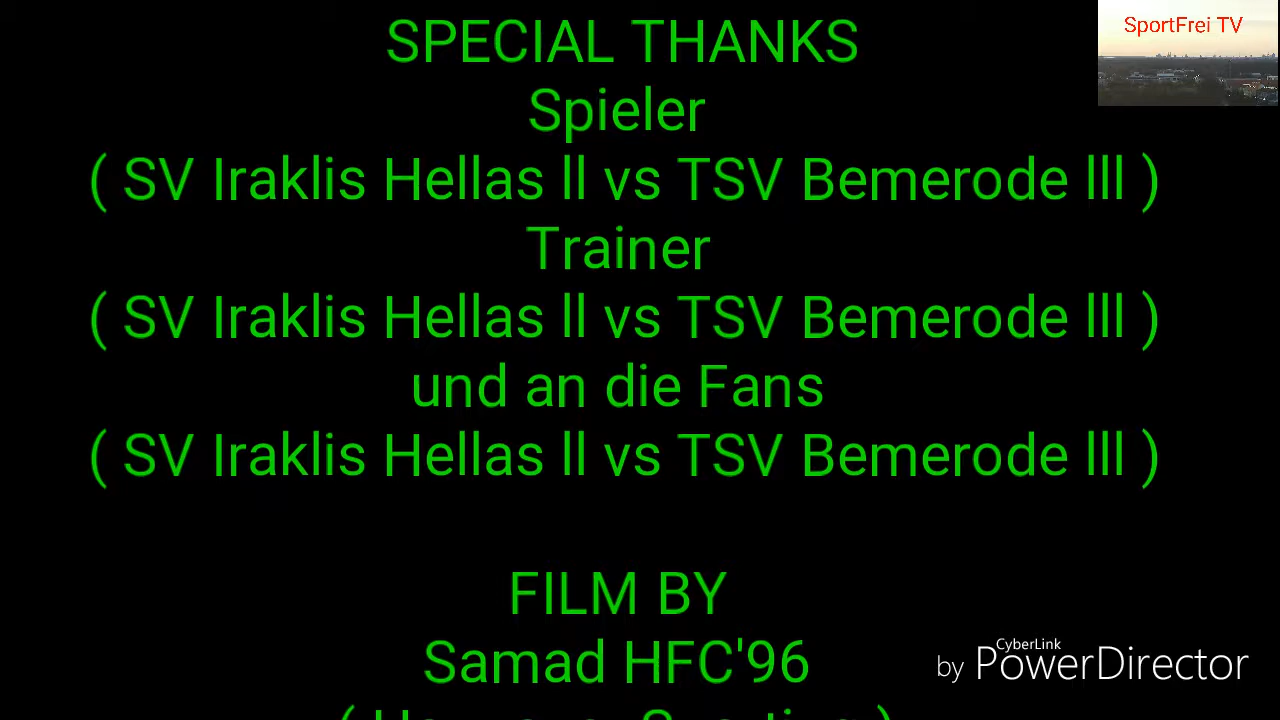 SPECIAL THANKS
SportFrei TV
Spieler
( SV Iraklis Hellas ll vs TSV Bemerode lll )
Trainer
( SV Iraklis Hellas ll vs TSV Bemerode lll )
und an die Fans
( SV Iraklis Hellas ll vs TSV Bemerode lll )
FILM BY
Samad HFC'96
CyberLink
by PowerDirector